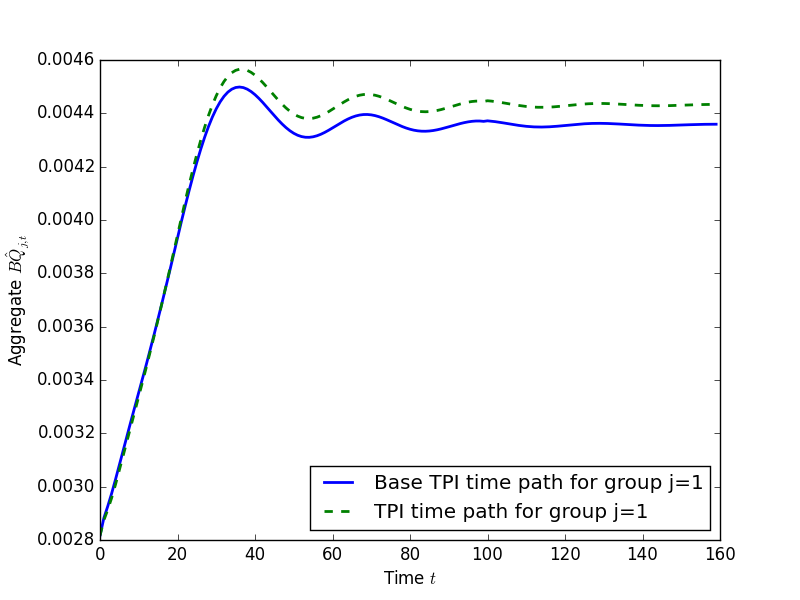 0.0046
0.0044
0.0042
0.0040
0.0038
0.0036
0.0034
0.0032
0.0030
0.0028
Aggregate $B\hat{Q}_{j,t}$
Base TPI time path for group j=1
TPI time path for group j=1
0 20 40 60 80 100 120 140 160
Time t